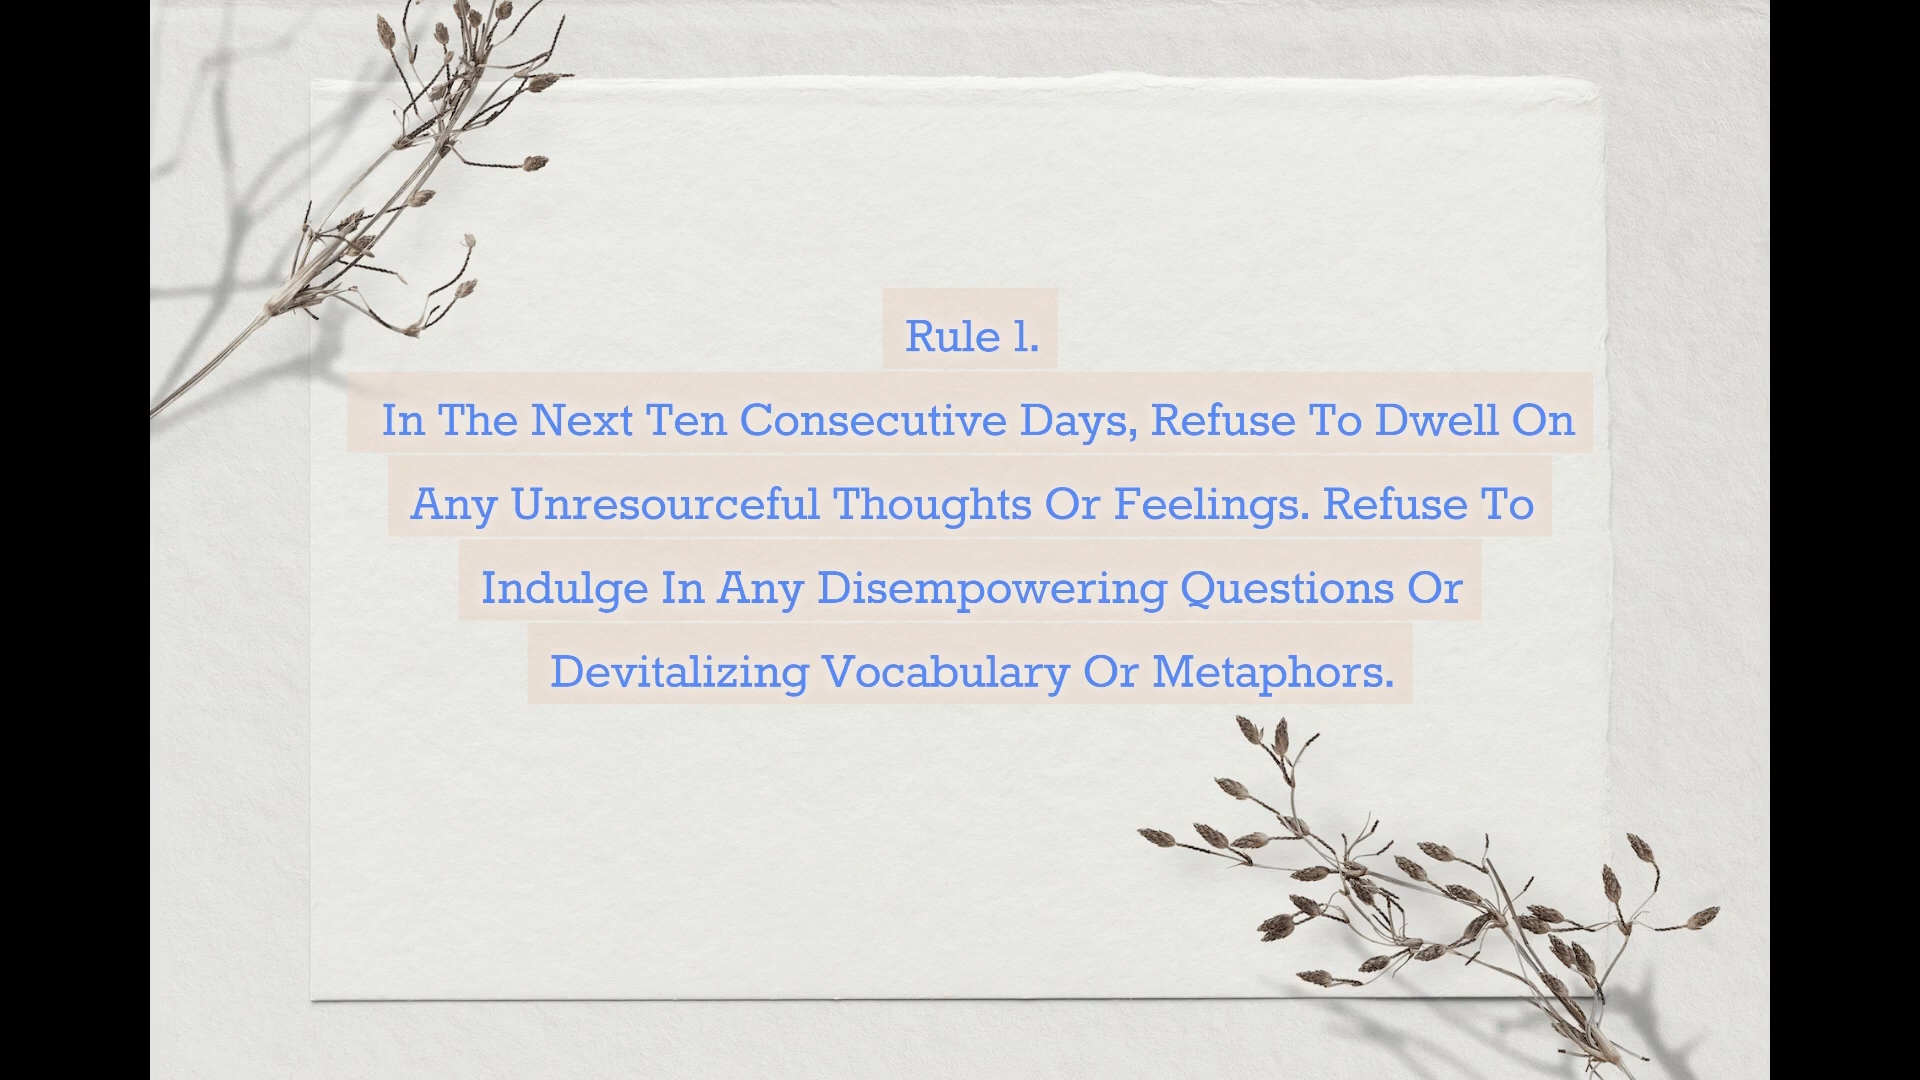 Rule 1.
In The Next Ten Consecutive Days, Refuse To Dwell On
Any Unresourceful Thoughts Or Feelings. Refuse To
Indulge In Any Disempowering Questions Or
Devitalizing Vocabulary Or Metaphors.